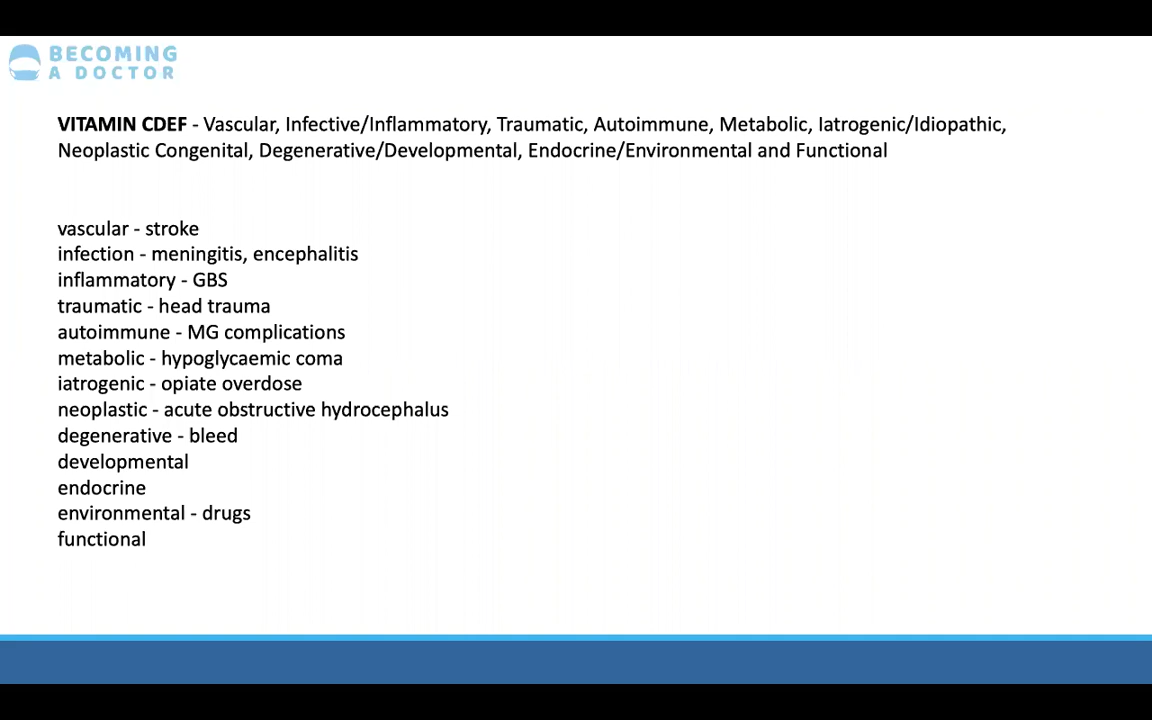 BECOMING
A DOCTOR
VITAMIN CDEF - Vascular, Infective/Inflammatory, Traumatic, Autoimmune, Metabolic, Iatrogenic/Idiopathic,
Neoplastic Congenital, Degenerative/Developmental, Endocrine/Environmental and Functional
vascular - stroke
infection - meningitis, encephalitis
inflammatory - GBS
traumatic - head trauma
autoimmune - MG complications
metabolic - hypoglycaemic coma
iatrogenic - opiate overdose
neoplastic - acute obstructive hydrocephalus
degenerative - bleed
developmental
endocrine
environmental - drugs
functional